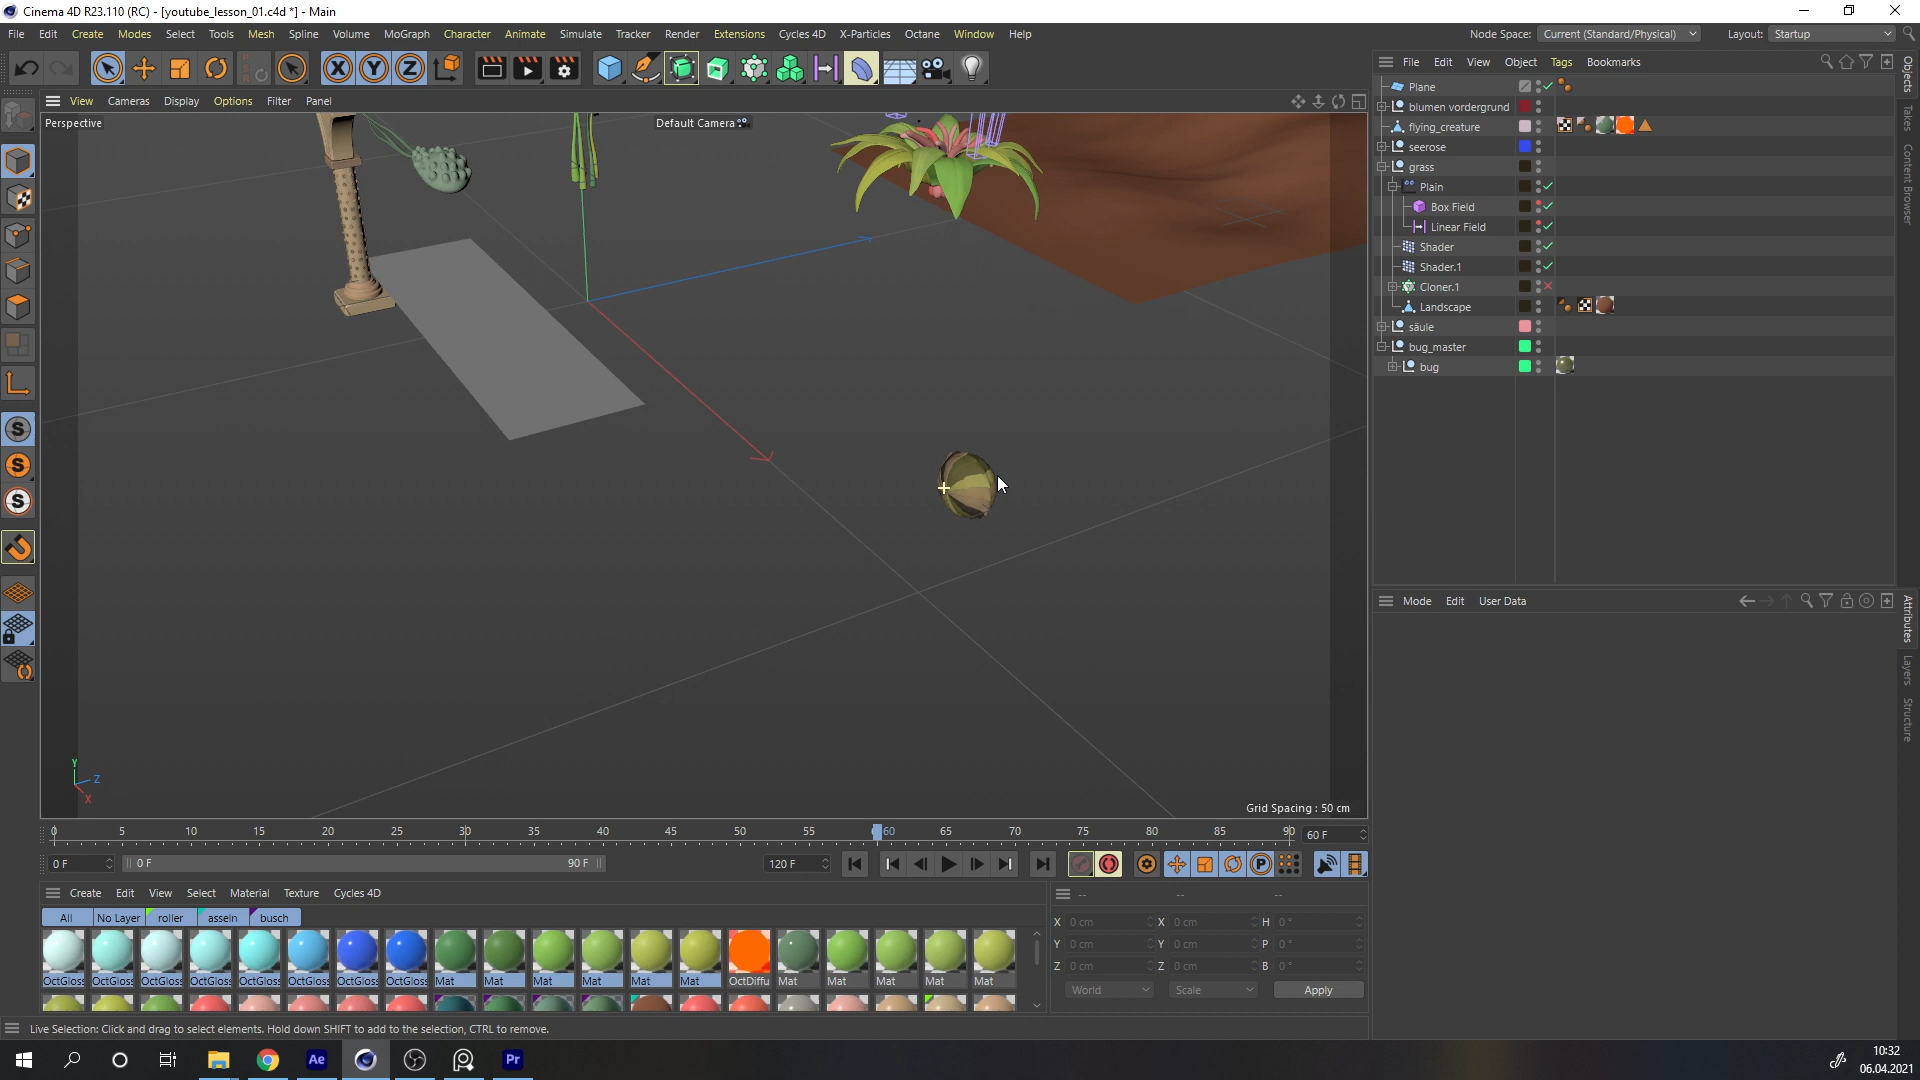 Cinema 4D R23.110 (RC) - [youtube_lesson_01.c4d *] - Main
File Edit Create Modes Select Tools Mesh Spline Volume MoGraph Character Animate Simulate Tracker Render Extensions Cycles 4D X-Particles Octane Window Help
Node Space: Current (Standard/Physical) Layout: Startup
X Y Z
PSR
View Cameras Display Options Filter Panel
Perspective
Default Camera
File Edit View Object Tags Bookmarks
Plane
blumen vordergrund
flying_creature
seerose
grass
Plain
Box Field
Linear Field
Shader
Shader.1
Cloner.1
Landscape
säule
bug_master
bug
Objects
Takes
Content Browser
Mode Edit User Data
Attributes
Layers
Structure
S
S
S
Y
Z
X
Grid Spacing : 50 cm
0 5 10 15 20 25 30 35 40 45 50 55 60 65 70 75 80 85 90 60 F
0 F 0 F 90 F 120 F P
Create Edit View Select Material Texture Cycles 4D
-- -- --
All No Layer roller asseln busch
X 0 cm X 0 cm H 0 °
Y 0 cm Y 0 cm P 0 °
Z 0 cm Z 0 cm B 0 °
World Scale Apply
OctGloss OctGloss OctGloss OctGloss OctGloss OctGloss OctGloss OctGloss Mat Mat Mat Mat Mat Mat OctDiffu Mat Mat Mat Mat Mat
Live Selection: Click and drag to select elements. Hold down SHIFT to add to the selection, CTRL to remove.
Ae Pr
10:32
06.04.2021